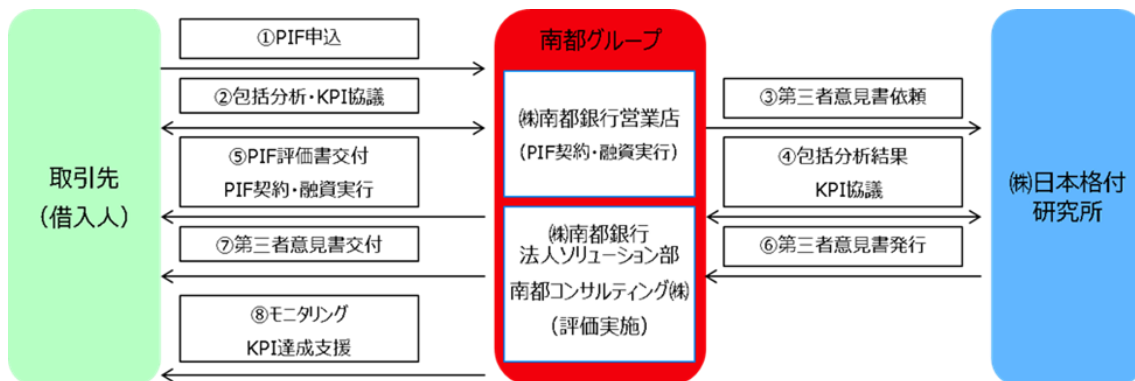 取引先
（借入人）
①PIF申込
②包括分析・KPI協議
⑤PIF評価書交付
PIF契約・融資実行
⑦第三者意見書交付
⑧モニタリング
KPI達成支援
南都グループ
㈱南都銀行営業店
（PIF契約・融資実行）
㈱南都銀行
法人ソリューション部
南都コンサルティング㈱
（評価実施）
③第三者意見書依頼
④包括分析結果
KPI協議
⑥第三者意見書発行
㈱日本格付
研究所